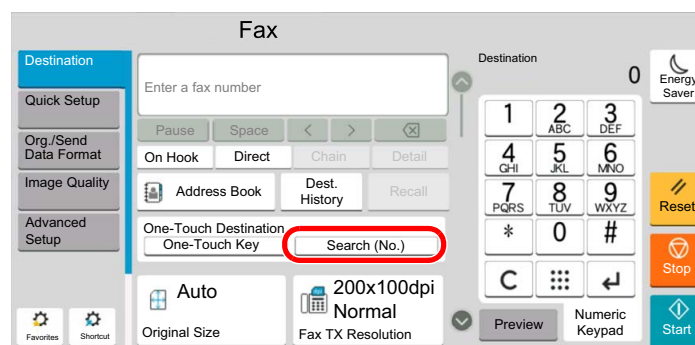 Fax
Destination
Quick Setup
Org./Send
Data Format
Image Quality
Advanced
Setup
Favorites
Shortcut
Enter a fax number
Pause
Space
<
>
On Hook
Direct
Chain
Detail
Address Book
Dest.
History
Recall
One-Touch Destination
One-Touch Key
Search (No.)
Auto
Original Size
200x100dpi
Normal
Fax TX Resolution
Destination
0
1
2
ABC
3
DEF
4
GHI
5
JKL
6
MNO
7
PQRS
8
TUV
9
WXYZ
*
0
#
C
Preview
Numeric
Keypad
Energy
Saver
Reset
Stop
Start